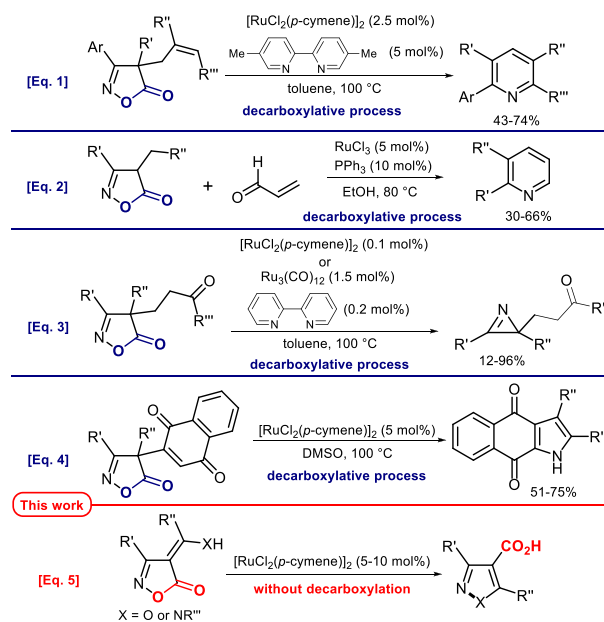 [RuCl2(p-cymene)]2 (2.5 mol%)
Me
Me
N
N
(5 mol%)
toluene, 100 °C
decarboxylative process
[Eq. 1]
Ar
R'
R''
R'''
N
O
O
R'
R''
Ar
N
R'''
43-74%
[Eq. 2]
R'
R''
N
O
O
+
H
O
RuCl3 (5 mol%)
PPh3 (10 mol%)
EtOH, 80 °C
decarboxylative process
R''
R'
N
30-66%
[RuCl2(p-cymene)]2 (0.1 mol%)
or
Ru3(CO)12 (1.5 mol%)
N
N
(0.2 mol%)
toluene, 100 °C
decarboxylative process
[Eq. 3]
R'
R''
O
R'''
N
O
O
N
O
R'
R''
R'
12-96%
[Eq. 4]
R'
R''
O
O
N
O
O
[RuCl2(p-cymene)]2 (5 mol%)
DMSO, 100 °C
decarboxylative process
O
O
R''
R'
N
H
51-75%
This work
[Eq. 5]
R''
R'
XH
N
O
O
X = O or NR'''
[RuCl2(p-cymene)]2 (5-10 mol%)
without decarboxylation
R'
CO2H
N
X
R''